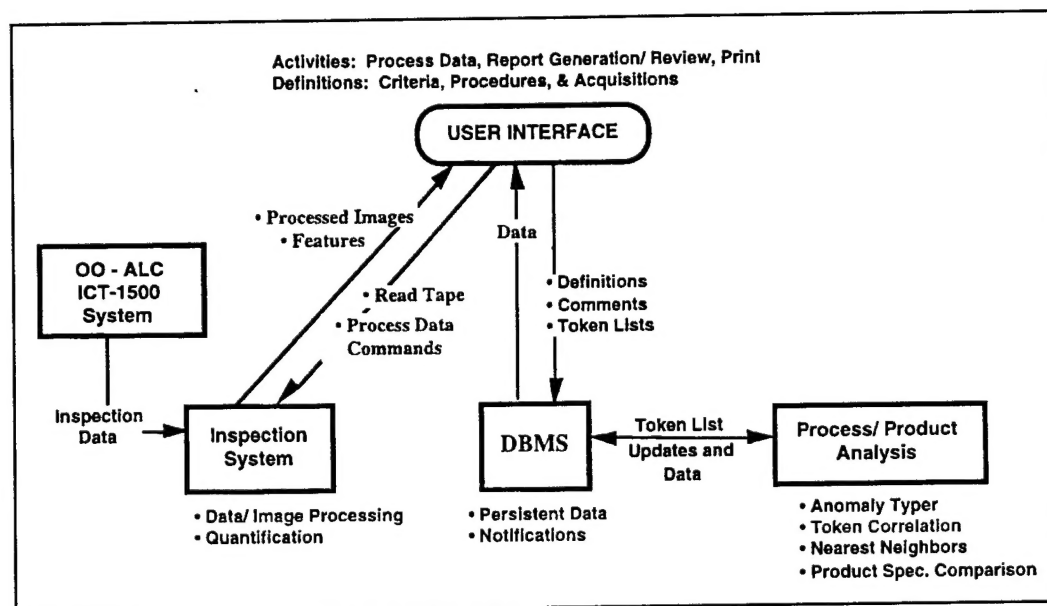 Activities: Process Data, Report Generation/ Review, Print
Definitions: Criteria, Procedures, & Acquisitions
USER INTERFACE
• Processed Images
• Features
Data
• Read Tape
• Process Data
Commands
• Definitions
• Comments
• Token Lists
OO - ALC
ICT-1500
System
Inspection
Data
Inspection
System
DBMS
Token List
Updates and
Data
Process/ Product
Analysis
• Data/ Image Processing
• Quantification
• Persistent Data
• Notifications
• Anomaly Typer
• Token Correlation
• Nearest Neighbors
• Product Spec. Comparison